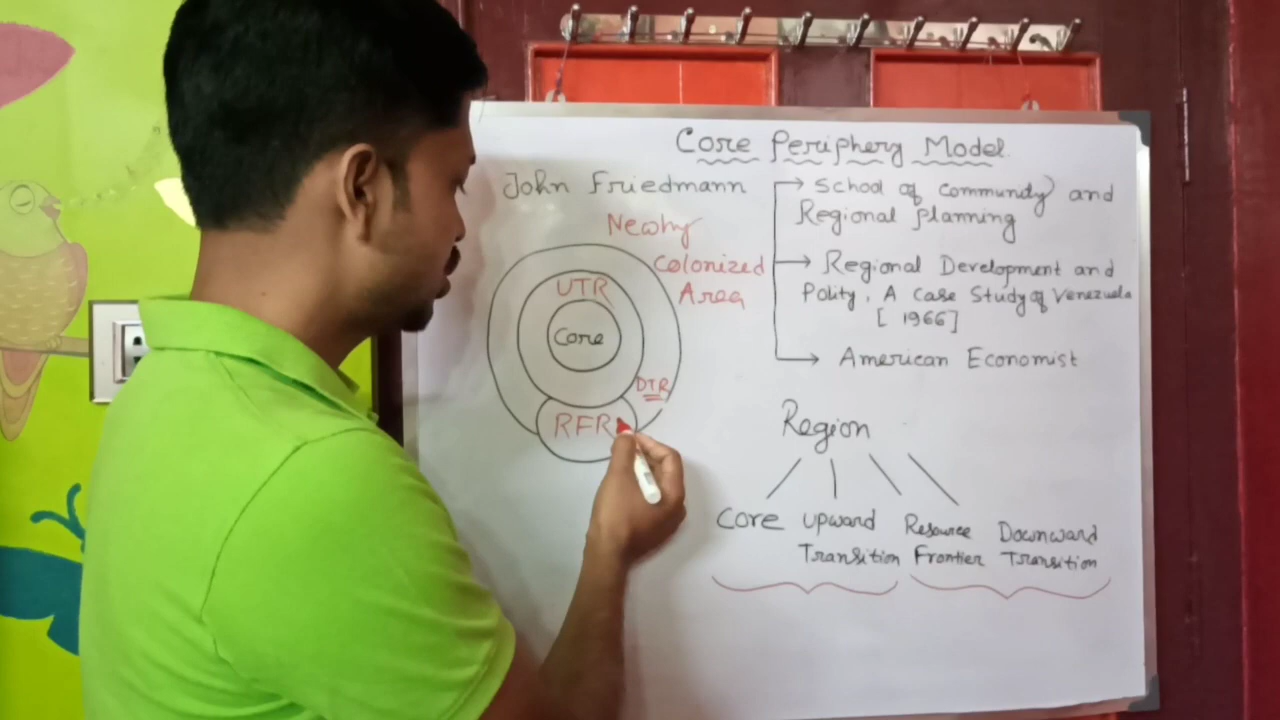 Core Periphery Model
John Friedmann
→ School of Commundy and
Regional planning
→ Regional Development and
Polity, A Case Study of Venezuela
[ 1966]
→ American Economist
Newly
Colonized
Area
UTR
Core
DTR
RFR
Region
Core
Upward
Transition
Resource
Frontier
Downward
Transition